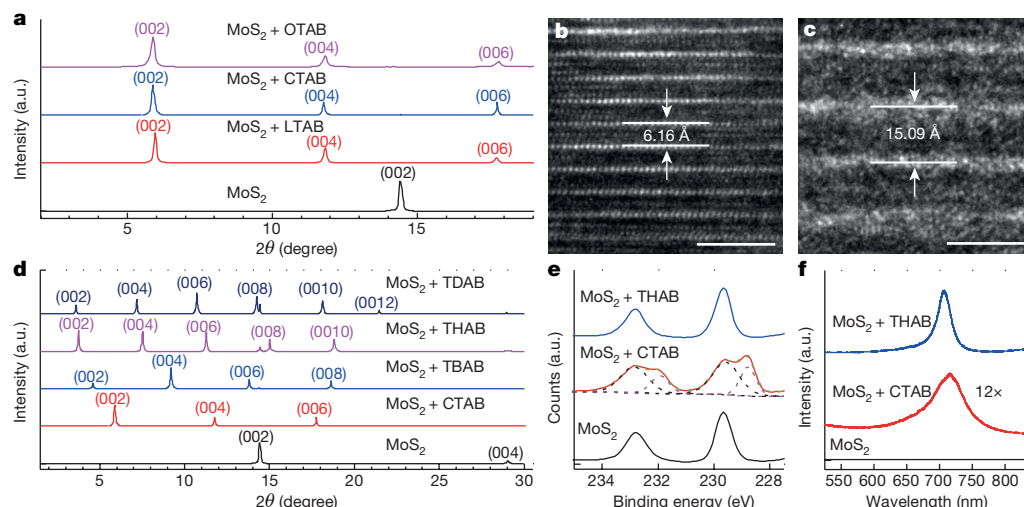 a
Intensity (a.u.)
(002)
MoS2 + OTAB
(004)
(006)
(002)
MoS2 + CTAB
(004)
(006)
(002)
MoS2 + LTAB
(004)
(006)
(002)
MoS2
5
10
15
2θ (degree)
b
6.16 Å
c
15.09 Å
d
Intensity (a.u.)
(002)
(004)
(006)
(008)
(0010)
(0012)
MoS2 + TDAB
(002)
(004)
(006)
(008)
(0010)
MoS2 + THAB
(002)
(004)
(006)
(008)
MoS2 + TBAB
(002)
(004)
(006)
MoS2 + CTAB
(002)
MoS2
(004)
5
10
15
20
25
30
2θ (degree)
e
Counts (a.u.)
MoS2 + THAB
MoS2 + CTAB
MoS2
234
232
230
228
Binding energy (eV)
f
Intensity (a.u.)
MoS2 + THAB
MoS2 + CTAB
12×
MoS2
550
600
650
700
750
800
Wavelength (nm)